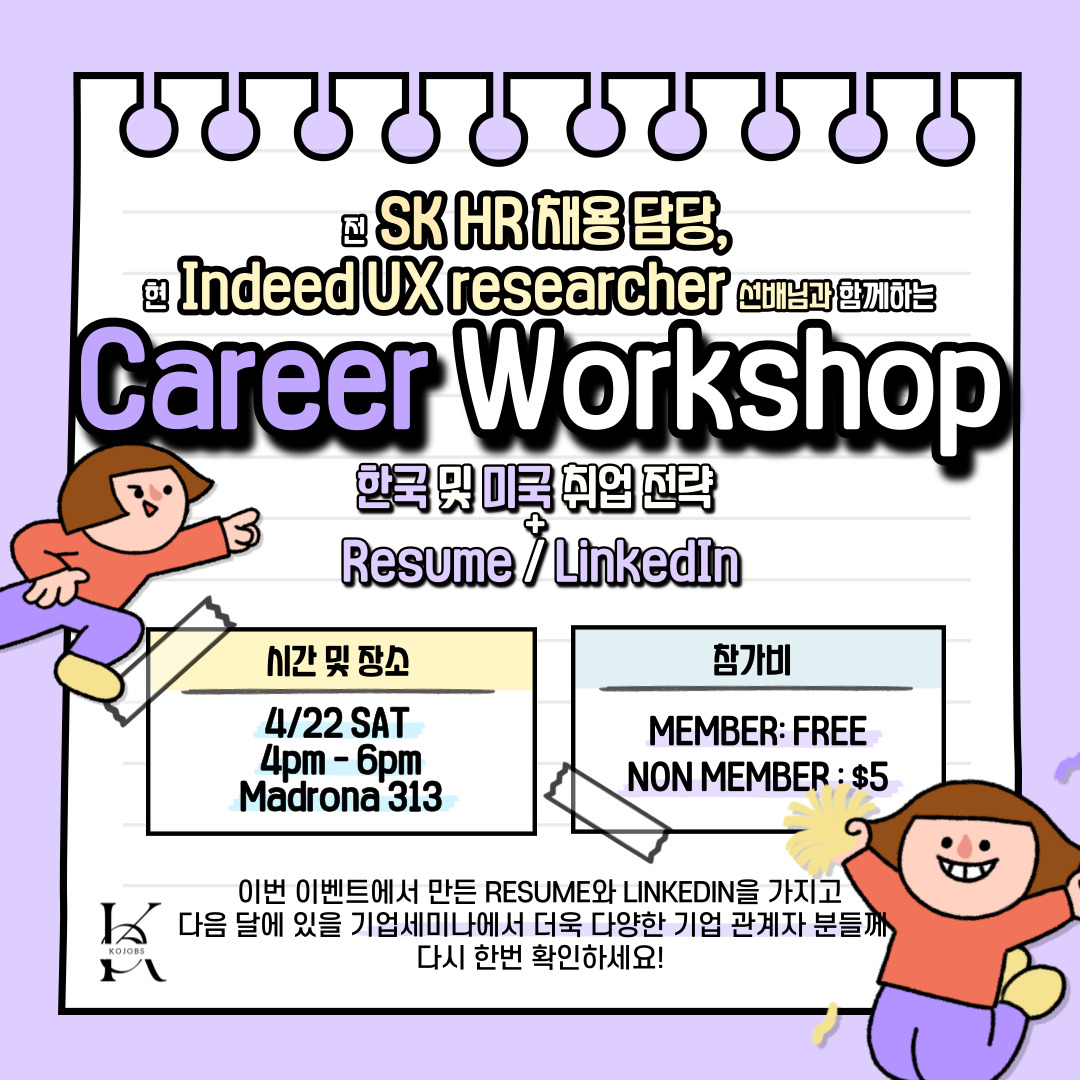 전 SK HR 채용 담당,
현 Indeed UX researcher 선배님과 함께하는
Career Workshop
한국 및 미국 취업 전략
+
Resume / LinkedIn
시간 및 장소
4/22 SAT
4pm - 6pm
Madrona 313
참가비
MEMBER: FREE
NON MEMBER : $5
이번 이벤트에서 만든 RESUME와 LINKEDIN을 가지고
다음 달에 있을 기업세미나에서 더욱 다양한 기업 관계자 분들께
다시 한번 확인하세요!
KOJOBS